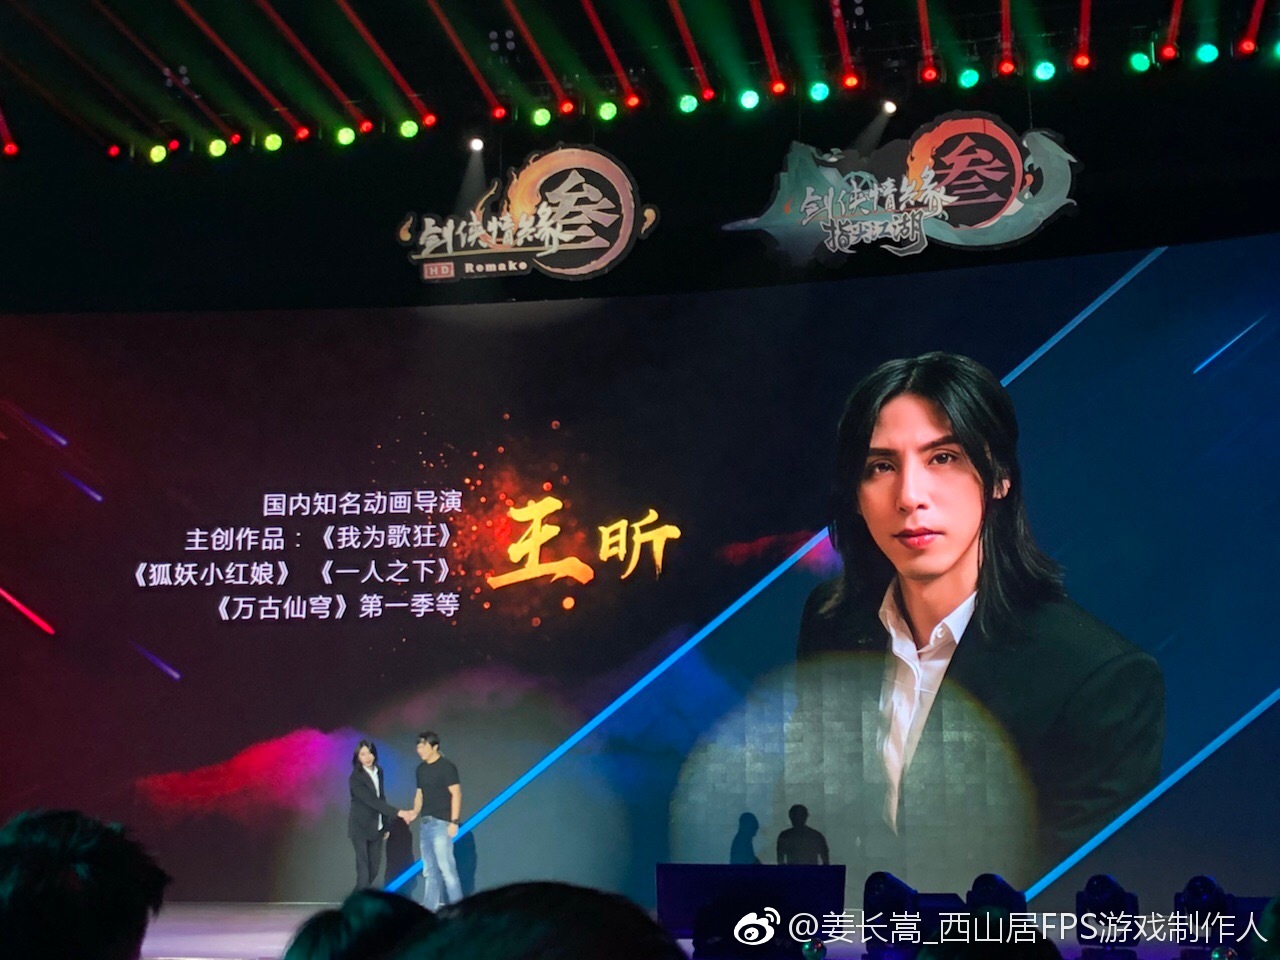 剑侠情缘
叁
HD Remake
剑侠情缘
叁
指尖江湖
国内知名动画导演
主创作品：《我为歌狂》
《狐妖小红娘》 《一人之下》
《万古仙穹》第一季等
王昕
@姜长嵩_西山居FPS游戏制作人